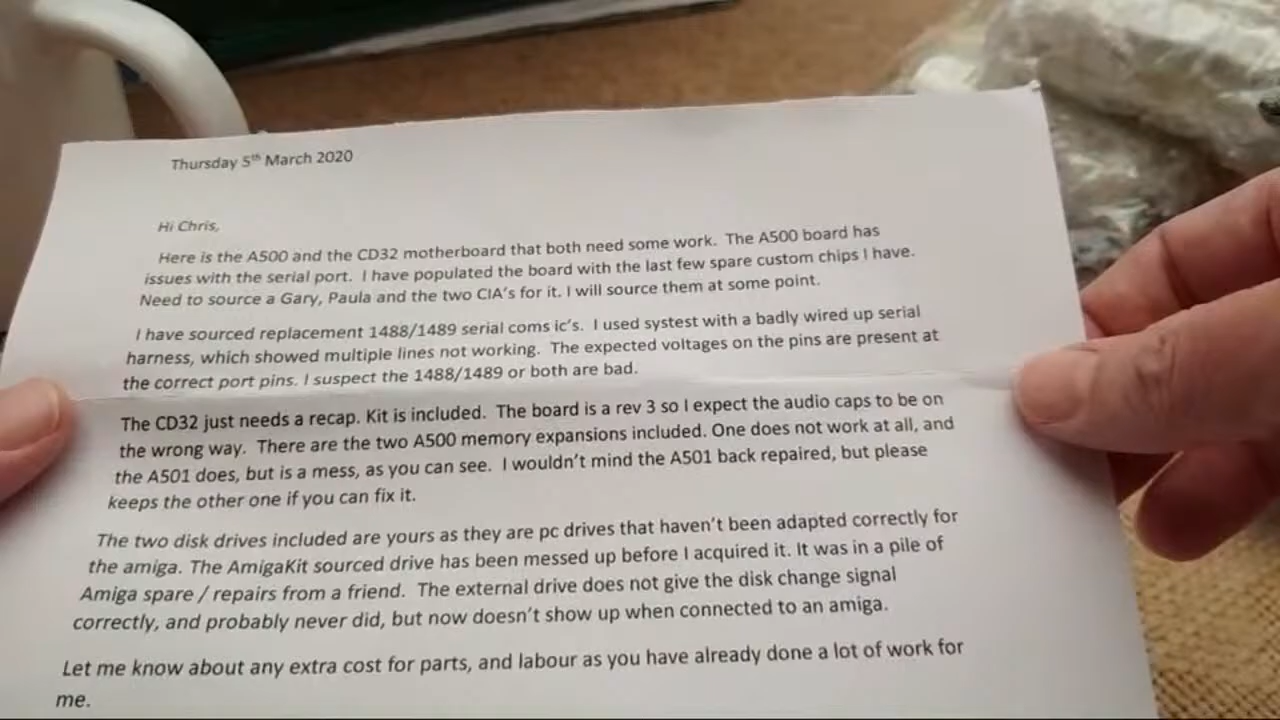 Thursday 5th March 2020
Hi Chris,
Here is the A500 and the CD32 motherboard that both need some work. The A500 board has
issues with the serial port. I have populated the board with the last few spare custom chips I have.
Need to source a Gary, Paula and the two CIA's for it. I will source them at some point.
I have sourced replacement 1488/1489 serial coms ic's. I used systest with a badly wired up serial
harness, which showed multiple lines not working. The expected voltages on the pins are present at
the correct port pins. I suspect the 1488/1489 or both are bad.
The CD32 just needs a recap. Kit is included. The board is a rev 3 so I expect the audio caps to be on
the wrong way. There are the two A500 memory expansions included. One does not work at all, and
the A501 does, but is a mess, as you can see. I wouldn't mind the A501 back repaired, but please
keeps the other one if you can fix it.
The two disk drives included are yours as they are pc drives that haven't been adapted correctly for
the amiga. The AmigaKit sourced drive has been messed up before I acquired it. It was in a pile of
Amiga spare / repairs from a friend. The external drive does not give the disk change signal
correctly, and probably never did, but now doesn't show up when connected to an amiga.
Let me know about any extra cost for parts, and labour as you have already done a lot of work for
me.